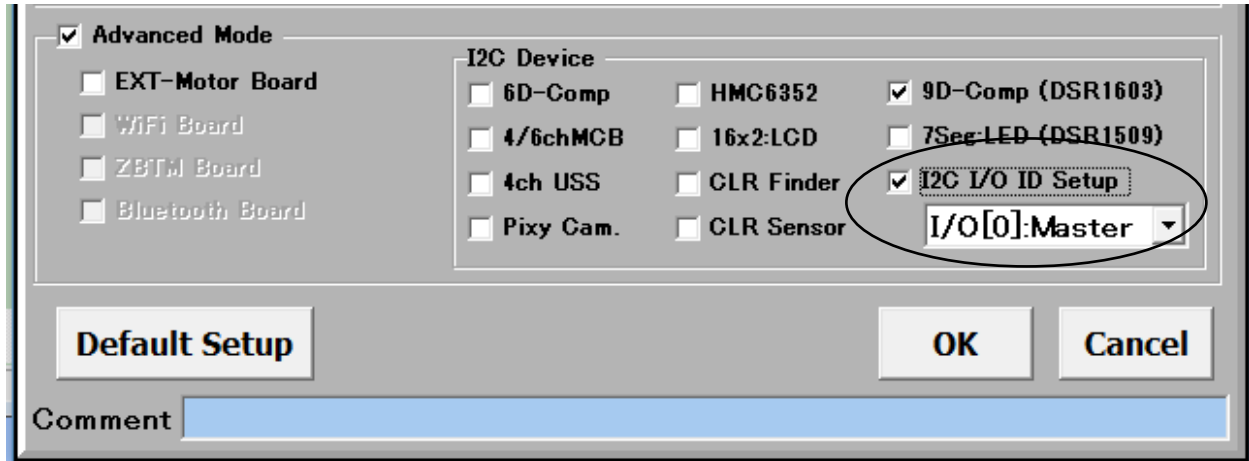 Advanced Mode
EXT-Motor Board
WiFi Board
ZBTM Board
Bluetooth Board
I2C Device
6D-Comp
HMC6352
9D-Comp (DSR1603)
4/6chMCB
16x2:LCD
7Seg:LED (DSR1509)
4ch USS
CLR Finder
I2C I/O ID Setup
Pixy Cam.
CLR Sensor
I/O[0]:Master
Default Setup
OK
Cancel
Comment